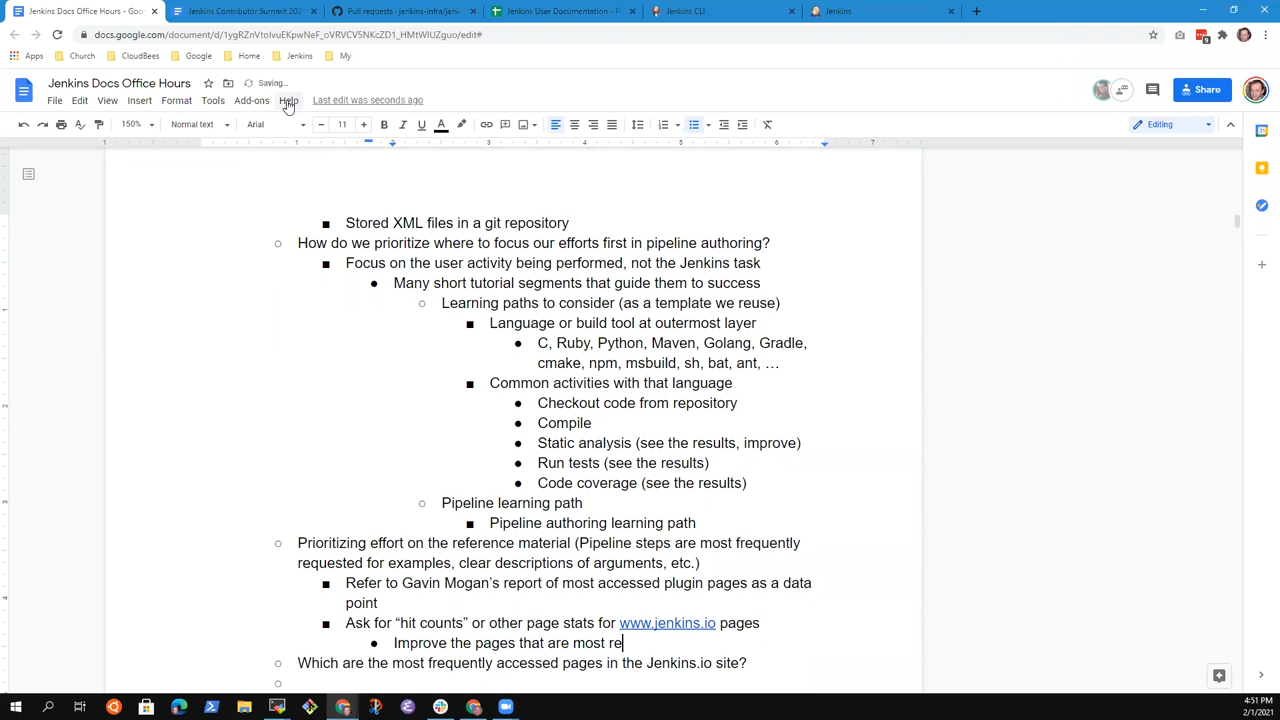 Jenkins Docs Office Hours - Goo
Jenkins Contributor Summit 202
Pull requests · jenkins-infra/jen
Jenkins User Documentation - P
Jenkins CLI
Jenkins
docs.google.com/document/d/
Apps Church CloudBees Google Home Jenkins My
Jenkins Docs Office Hours Saving...
File Edit View Insert Format Tools Add-ons Help Last edit was seconds ago
Share
150% Normal text Arial 11 Editing
■ Stored XML files in a git repository
○ How do we prioritize where to focus our efforts first in pipeline authoring?
■ Focus on the user activity being performed, not the Jenkins task
● Many short tutorial segments that guide them to success
○ Learning paths to consider (as a template we reuse)
■ Language or build tool at outermost layer
● C, Ruby, Python, Maven, Golang, Gradle,
cmake, npm, msbuild, sh, bat, ant, …
■ Common activities with that language
● Checkout code from repository
● Compile
● Static analysis (see the results, improve)
● Run tests (see the results)
● Code coverage (see the results)
○ Pipeline learning path
■ Pipeline authoring learning path
○ Prioritizing effort on the reference material (Pipeline steps are most frequently
requested for examples, clear descriptions of arguments, etc.)
■ Refer to Gavin Mogan’s report of most accessed plugin pages as a data
point
■ Ask for “hit counts” or other page stats for www.jenkins.io pages
● Improve the pages that are most re
○ Which are the most frequently accessed pages in the Jenkins.io site?
4:51 PM
2/1/2021